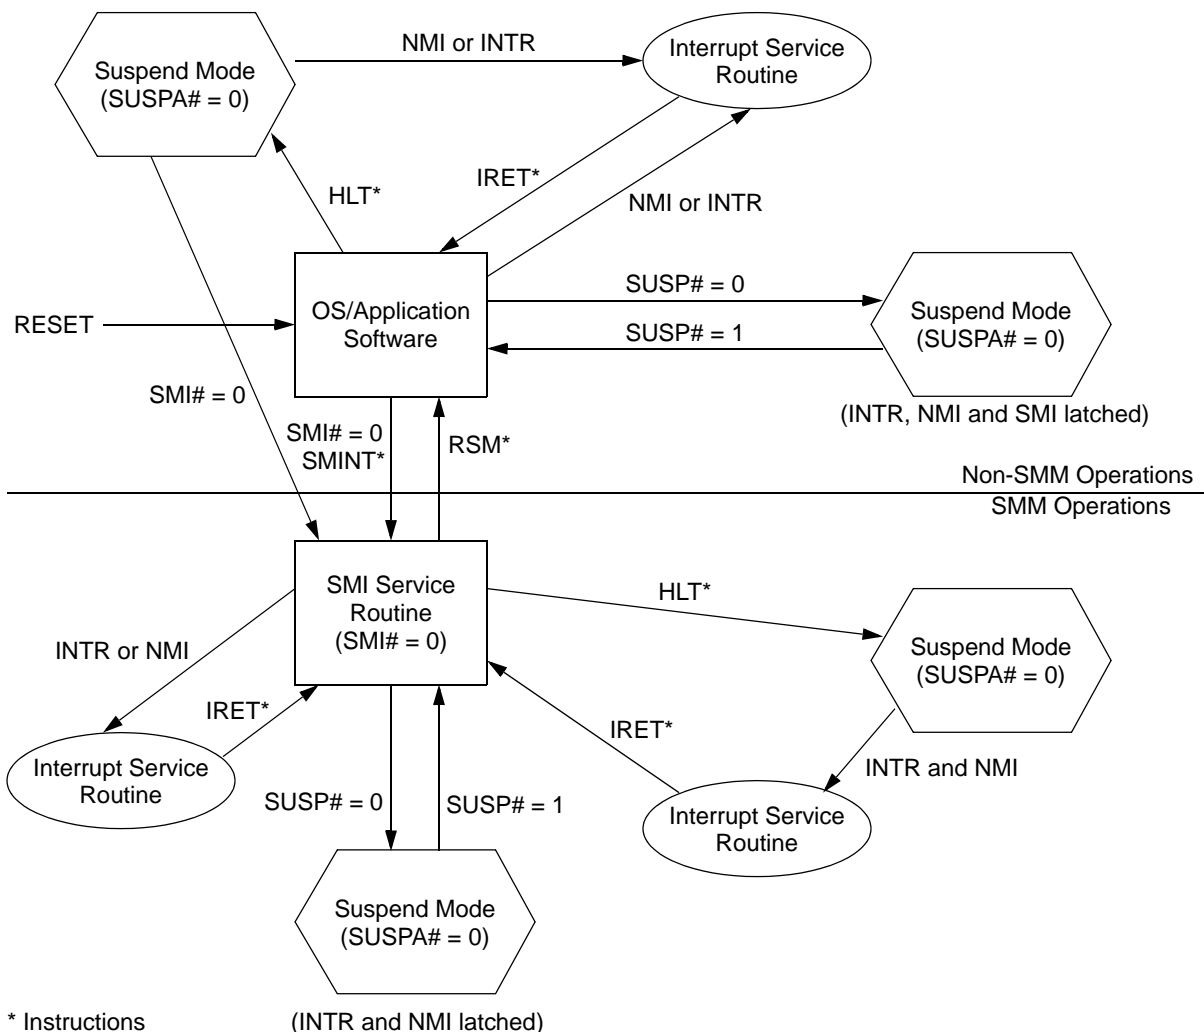 NMI or INTR
Interrupt Service
Routine
Suspend Mode
(SUSPA# = 0)
HLT*
IRET*
NMI or INTR
RESET
OS/Application
Software
SUSP# = 0
SUSP# = 1
Suspend Mode
(SUSPA# = 0)
(INTR, NMI and SMI latched)
SMI# = 0
SMI# = 0
SMINT*
RSM*
Non-SMM Operations
SMM Operations
SMI Service
Routine
(SMI# = 0)
HLT*
Suspend Mode
(SUSPA# = 0)
INTR or NMI
IRET*
IRET*
INTR and NMI
Interrupt Service
Routine
SUSP# = 0
SUSP# = 1
Interrupt Service
Routine
Suspend Mode
(SUSPA# = 0)
* Instructions
(INTR and NMI latched)